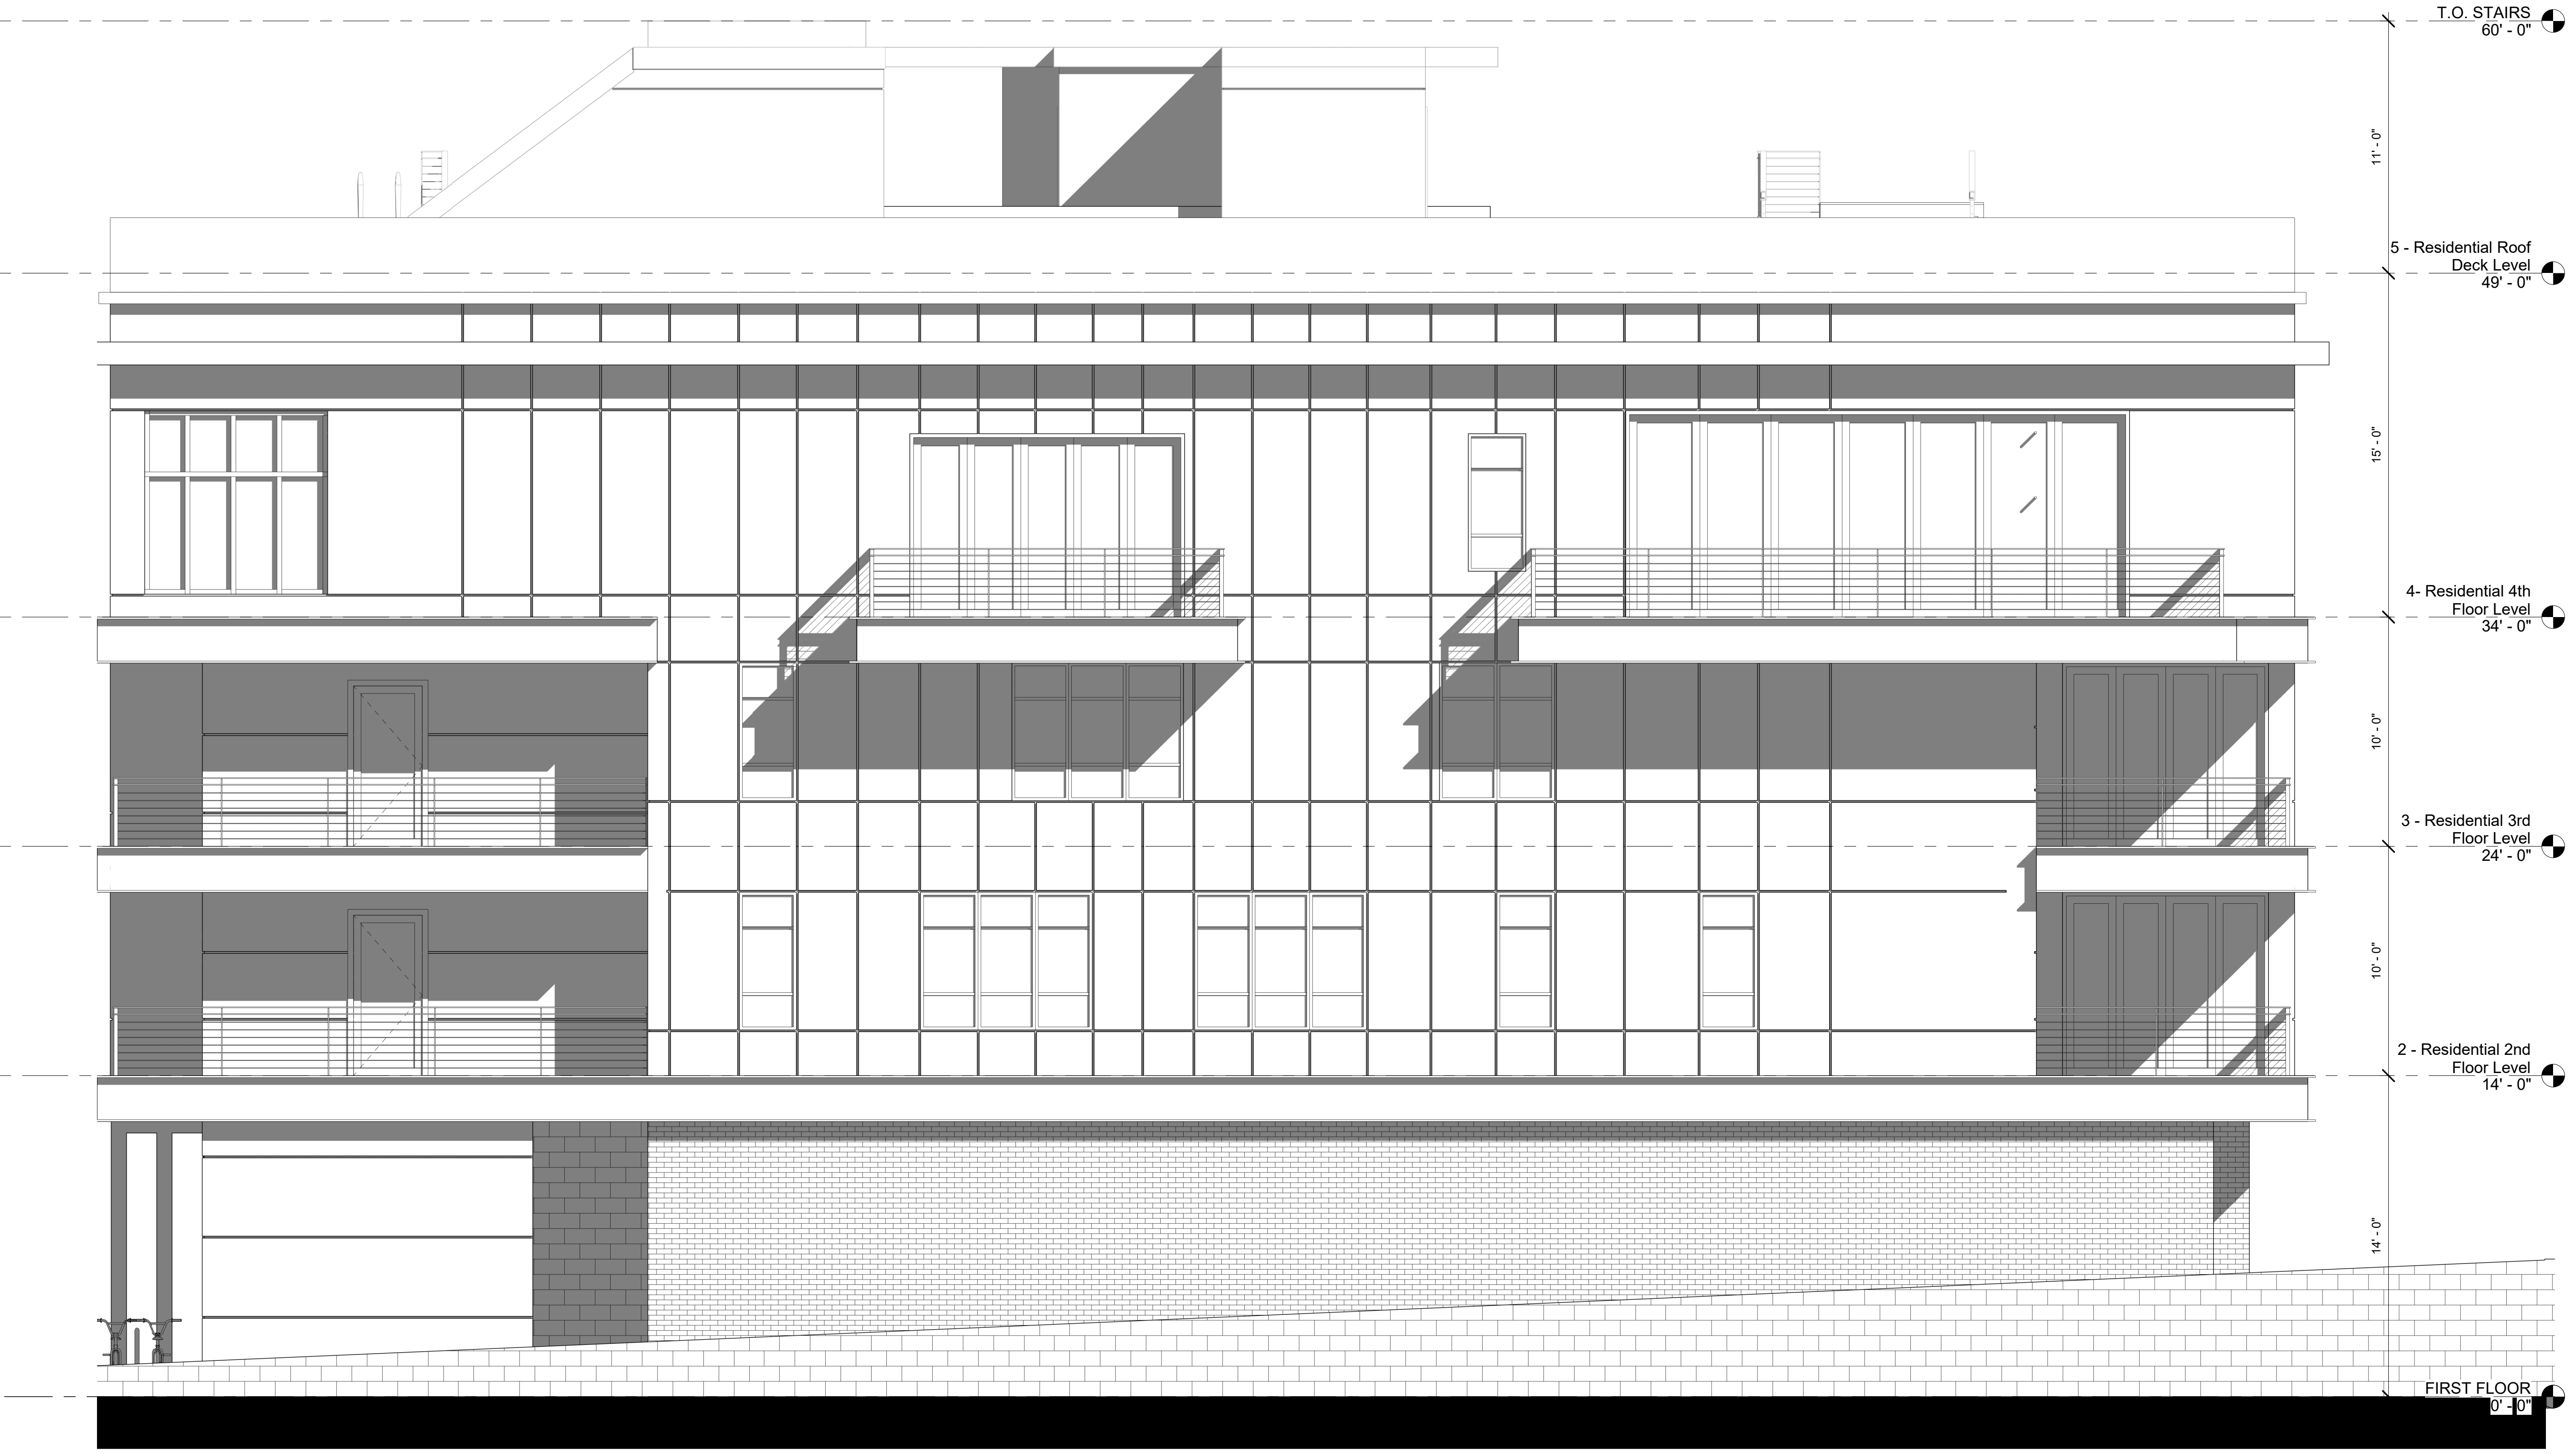 T.O. STAIRS
60' - 0"
11' - 0"
5 - Residential Roof
Deck Level
49' - 0"
15' - 0"
4- Residential 4th
Floor Level
34' - 0"
10' - 0"
3 - Residential 3rd
Floor Level
24' - 0"
10' - 0"
2 - Residential 2nd
Floor Level
14' - 0"
14' - 0"
FIRST FLOOR
0' - 0"